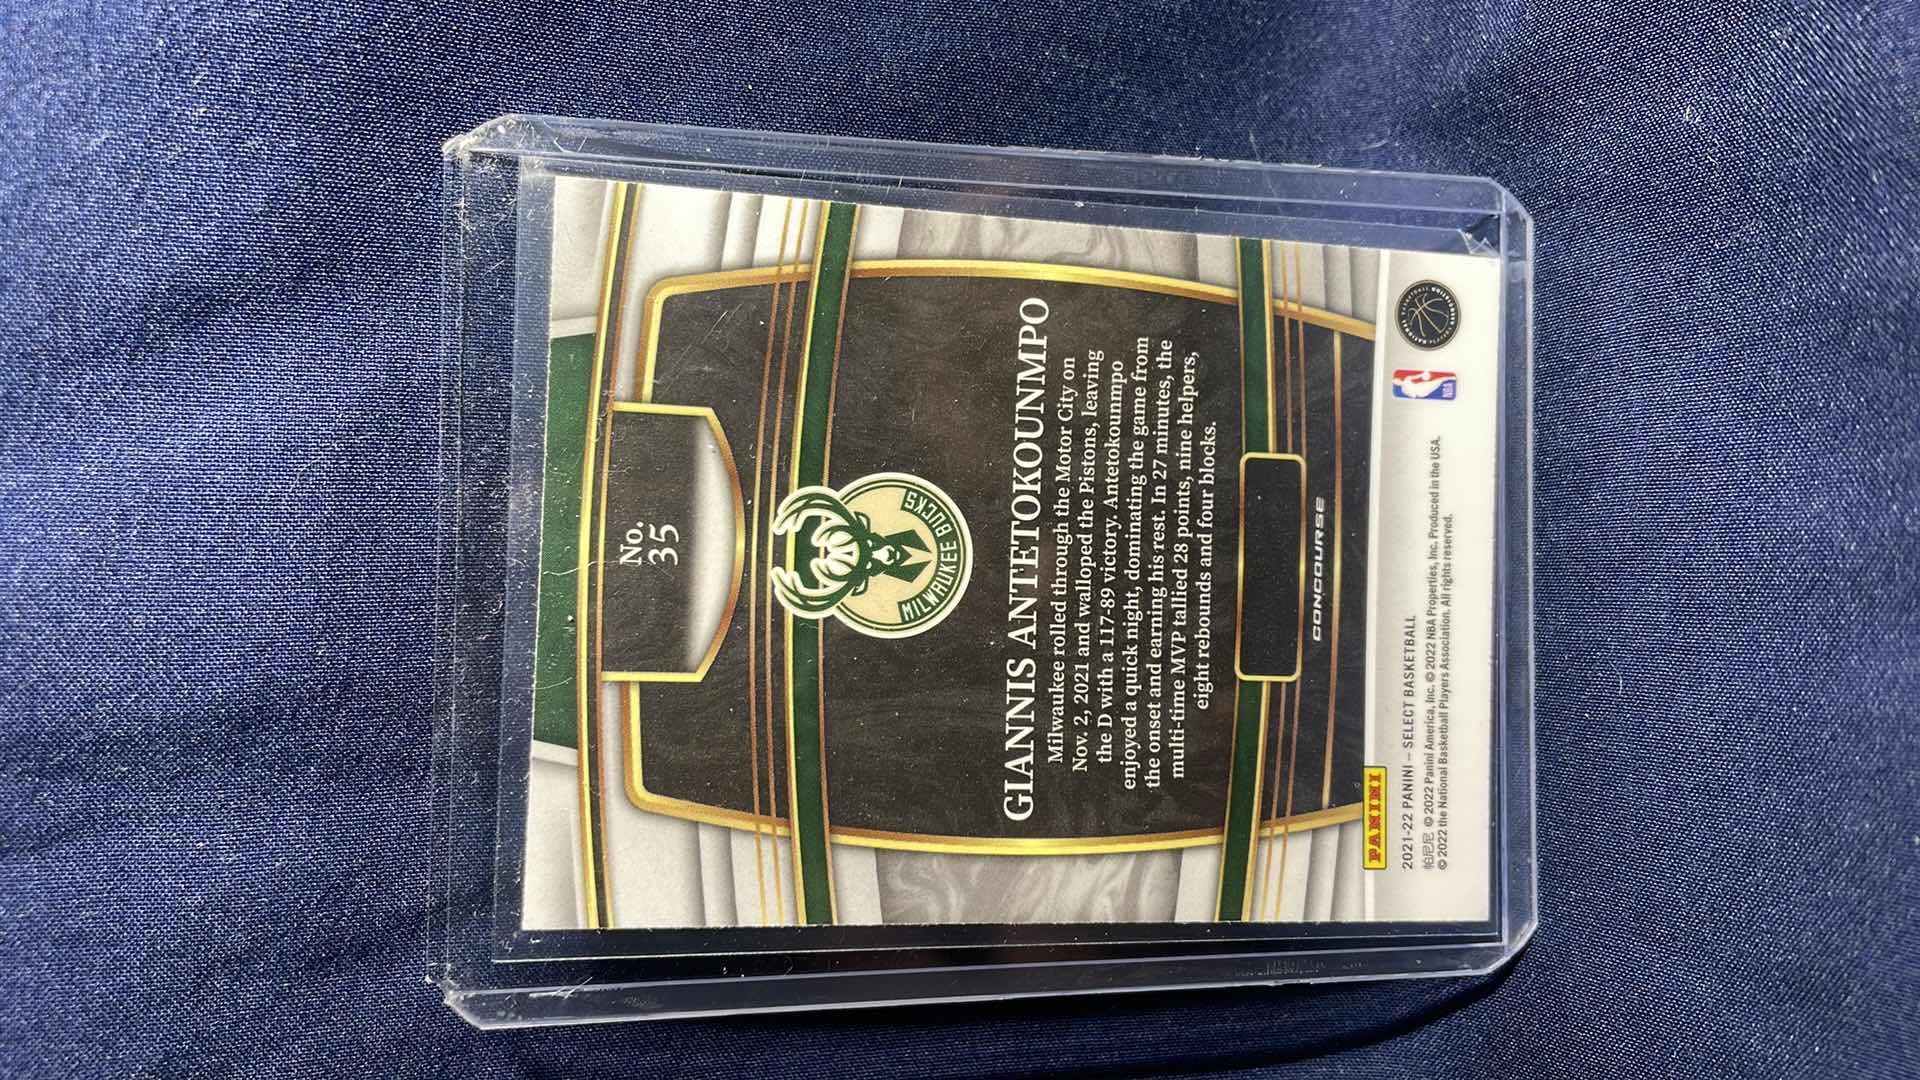 No.
35
MILWAUKEE BUCKS
GIANNIS ANTETOKOUNMPO
Milwaukee rolled through the Motor City on
Nov. 2, 2021 and walloped the Pistons, leaving
the D with a 117-89 victory. Antetokounmpo
enjoyed a quick night, dominating the game from
the onset and earning his rest. In 27 minutes, the
multi-time MVP tallied 28 points, nine helpers,
eight rebounds and four blocks.
CONCOURSE
PANINI
2021-22 PANINI – SELECT BASKETBALL
帕尼尼 © 2022 Panini America, Inc. © 2022 NBA Properties, Inc. Produced in the USA.
© 2022 the National Basketball Players Association. All rights reserved.
NBA